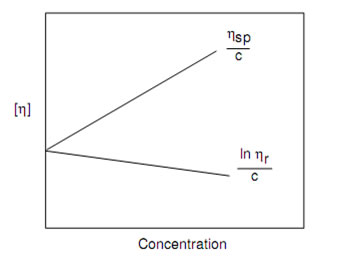 ηsp
c
[η]
ln ηr
c
Concentration